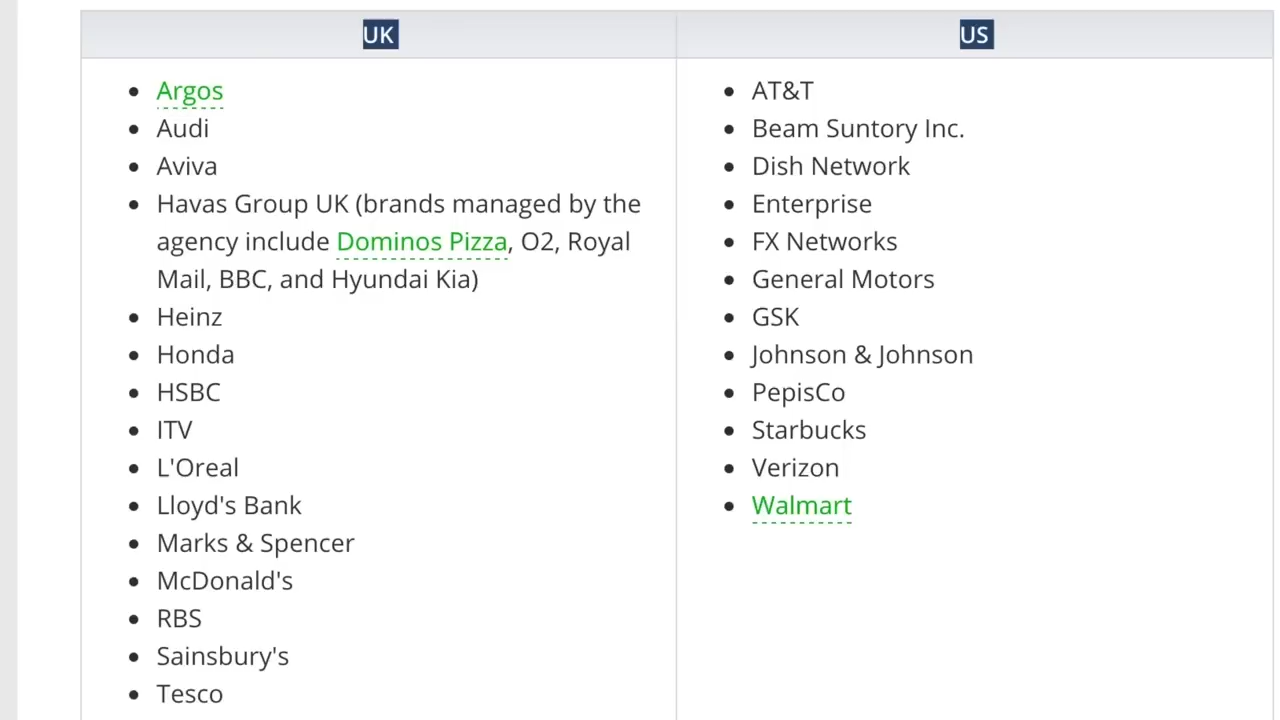 UK
US
Argos
Audi
Aviva
Havas Group UK (brands managed by the
agency include Dominos Pizza, O2, Royal
Mail, BBC, and Hyundai Kia)
Heinz
Honda
HSBC
ITV
L'Oreal
Lloyd's Bank
Marks & Spencer
McDonald's
RBS
Sainsbury's
Tesco
AT&T
Beam Suntory Inc.
Dish Network
Enterprise
FX Networks
General Motors
GSK
Johnson & Johnson
PepisCo
Starbucks
Verizon
Walmart